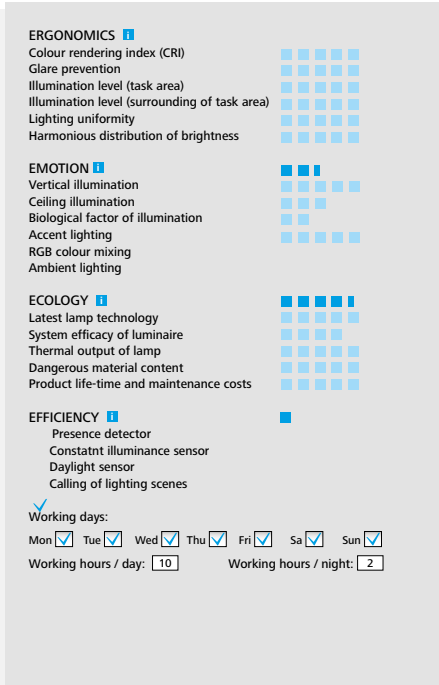 ERGONOMICS i
Colour rendering index (CRI)
Glare prevention
Illumination level (task area)
Illumination level (surrounding of task area)
Lighting uniformity
Harmonious distribution of brightness
EMOTION i
Vertical illumination
Ceiling illumination
Biological factor of illumination
Accent lighting
RGB colour mixing
Ambient lighting
ECOLOGY i
Latest lamp technology
System efficacy of luminaire
Thermal output of lamp
Dangerous material content
Product life-time and maintenance costs
EFFICIENCY i
Presence detector
Constatnt illuminance sensor
Daylight sensor
Calling of lighting scenes
Working days:
Mon Tue Wed Thu Fri Sa Sun
Working hours / day: 10 Working hours / night: 2